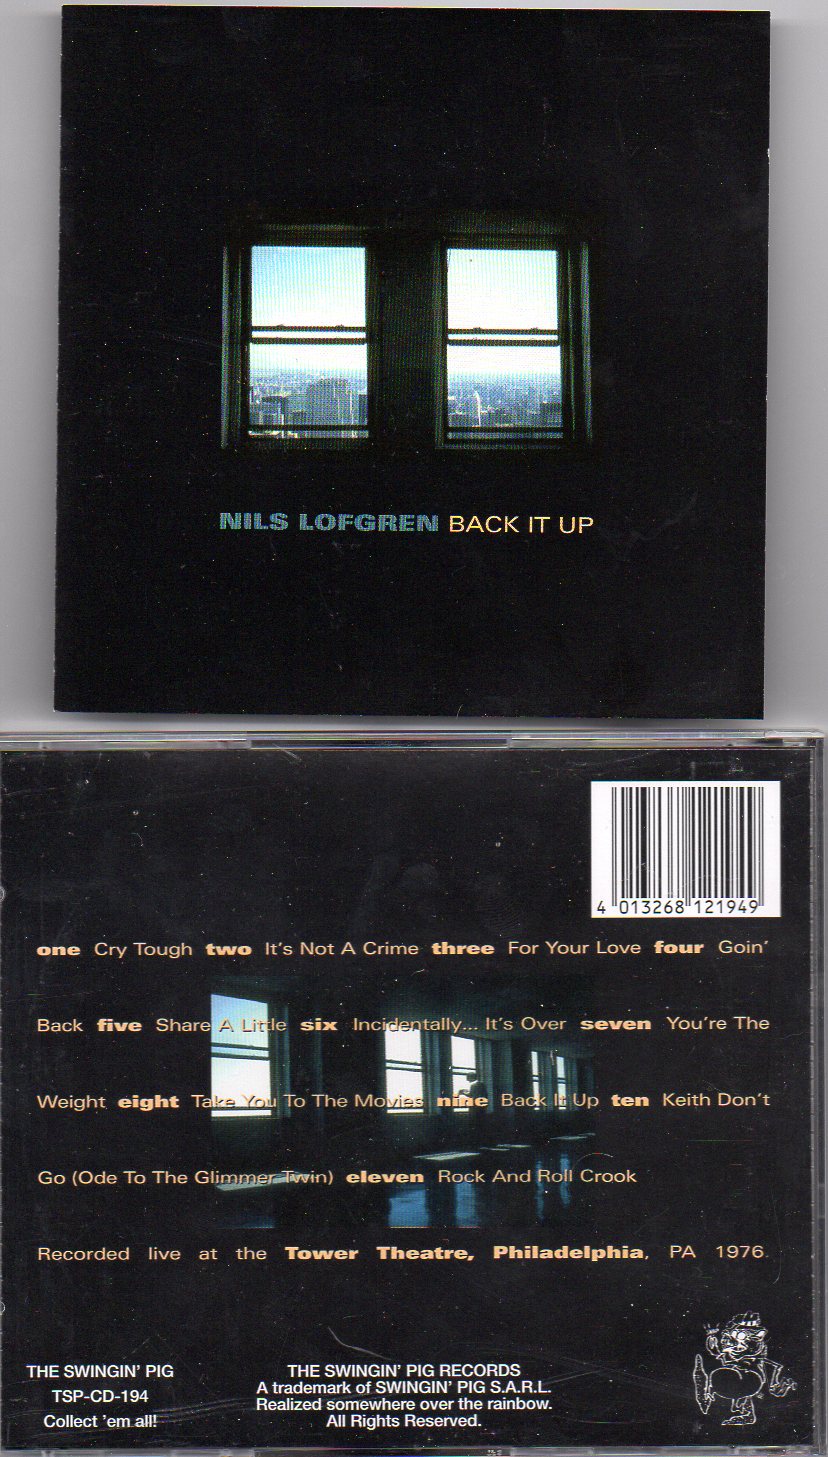 NILS LOFGREN BACK IT UP
4 013268 121949
one Cry Tough two It's Not A Crime three For Your Love four Goin'
Back five Share A Little six Incidentally... It's Over seven You're The
Weight eight Take You To The Movies nine Back It Up ten Keith Don't
Go (Ode To The Glimmer Twin) eleven Rock And Roll Crook
Recorded live at the Tower Theatre, Philadelphia, PA 1976.
THE SWINGIN' PIG
TSP-CD-194
Collect 'em all!
THE SWINGIN' PIG RECORDS
A trademark of SWINGIN' PIG S.A.R.L.
Realized somewhere over the rainbow.
All Rights Reserved.